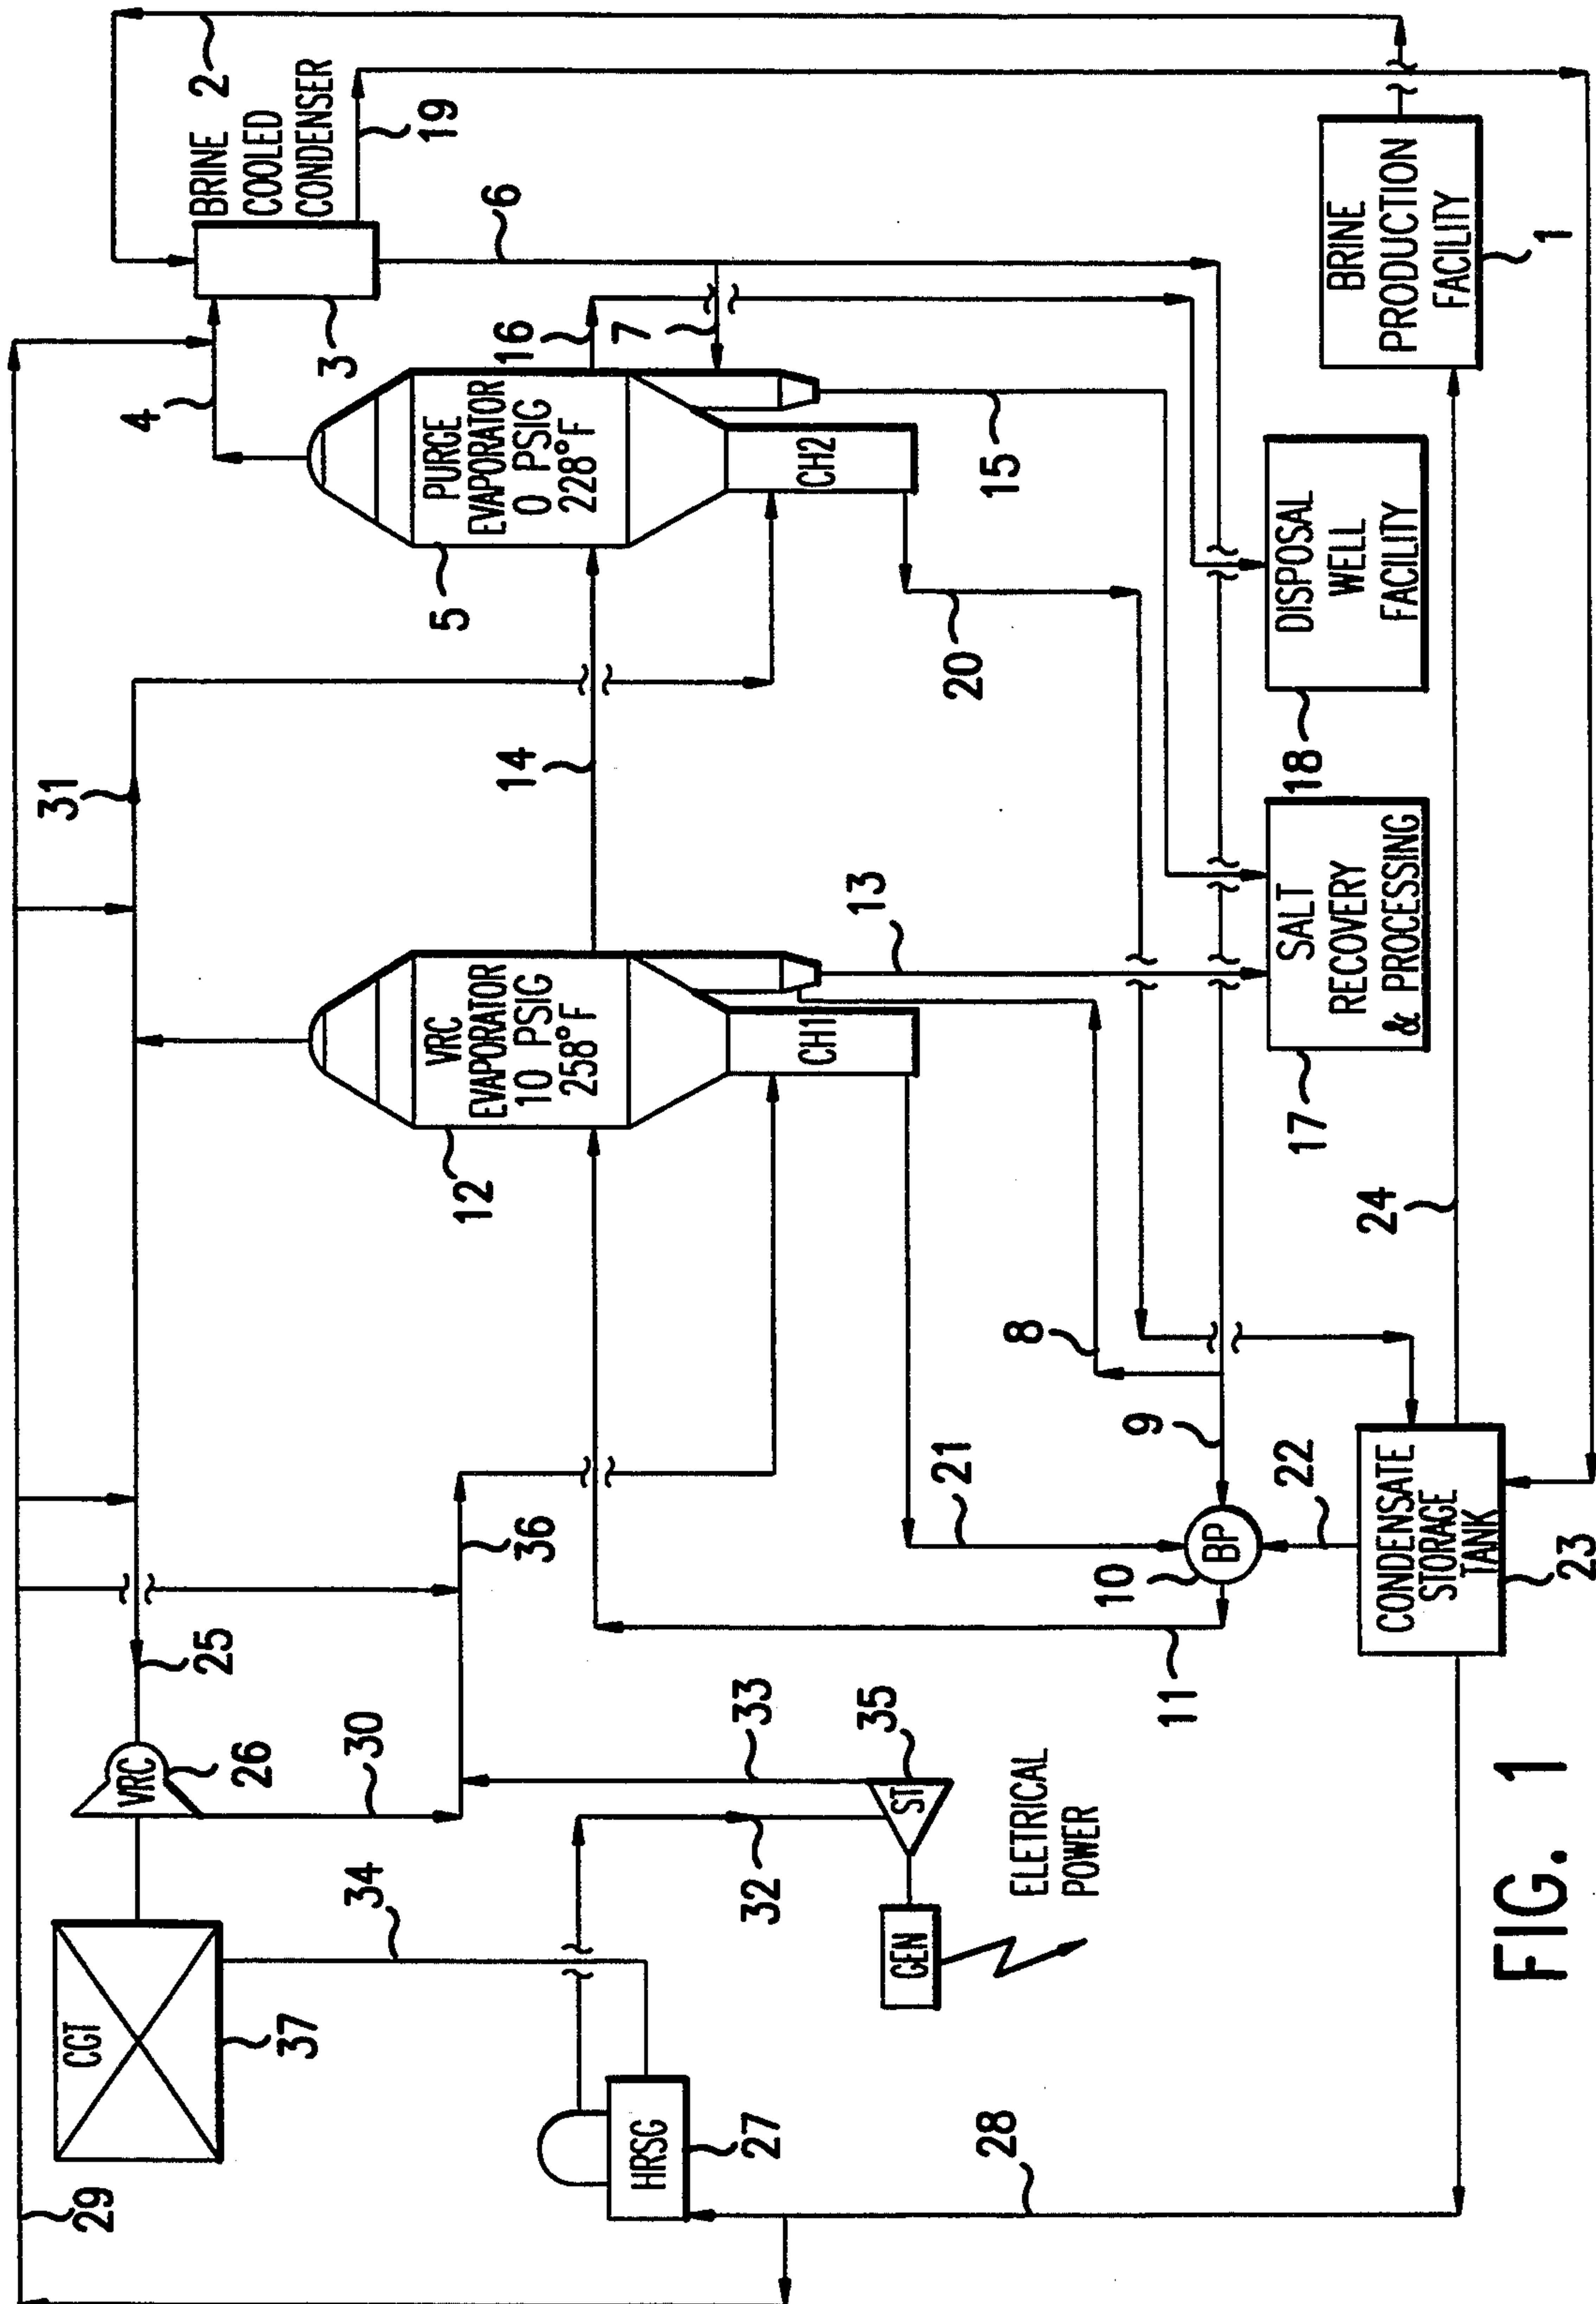 29
CGT
37
34
VRC
26
25
30
36
31
4
BRINE
COOLED
CONDENSER
2
3
19
6
HRSG
27
28
32
33
ST
35
GEN
ELETRICAL
POWER
VRC
EVAPORATOR
10 PSIG
258°F
12
CH1
14
PURGE
EVAPORATOR
0 PSIG
228°F
5
CH2
16
7
15
20
13
21
8
9
BP
10
11
22
CONDENSATE
STORAGE
TANK
23
24
SALT
RECOVERY
& PROCESSING
17
DISPOSAL
WELL
FACILITY
18
BRINE
PRODUCTION
FACILITY
1
FIG. 1